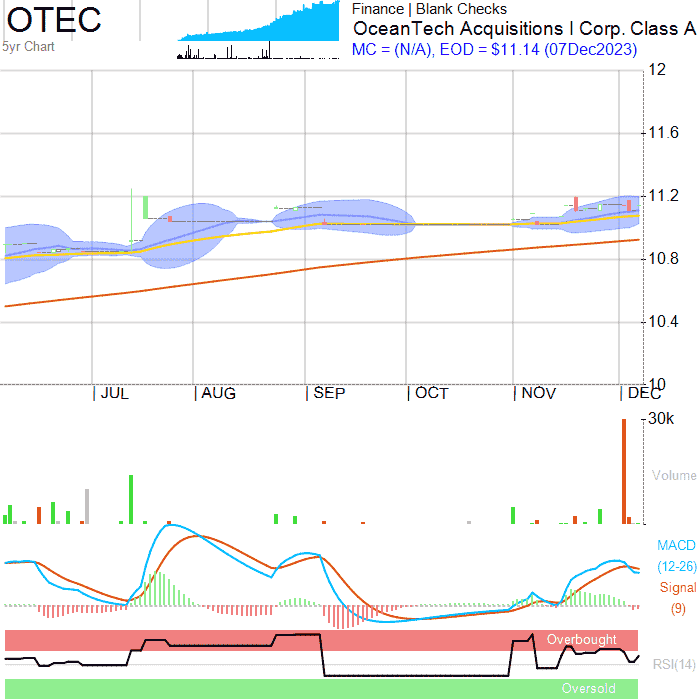 OTEC
5yr Chart
Finance | Blank Checks
OceanTech Acquisitions I Corp. Class A
MC = (N/A), EOD = $11.14 (07Dec2023)
12
11.6
11.2
10.8
10.4
10
JUL AUG SEP OCT NOV DEC
30k
Volume
MACD
(12-26)
Signal
(9)
Overbought
RSI(14)
Oversold